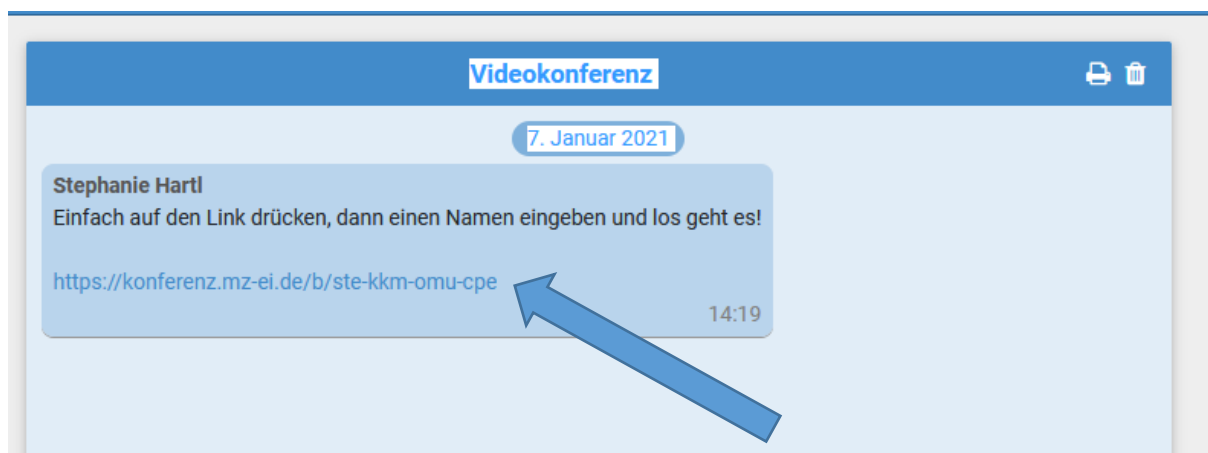 Videokonferenz
7. Januar 2021
Stephanie Hartl
Einfach auf den Link drücken, dann einen Namen eingeben und los geht es!
https://konferenz.mz-ei.de/b/ste-kkm-omu-cpe
14:19